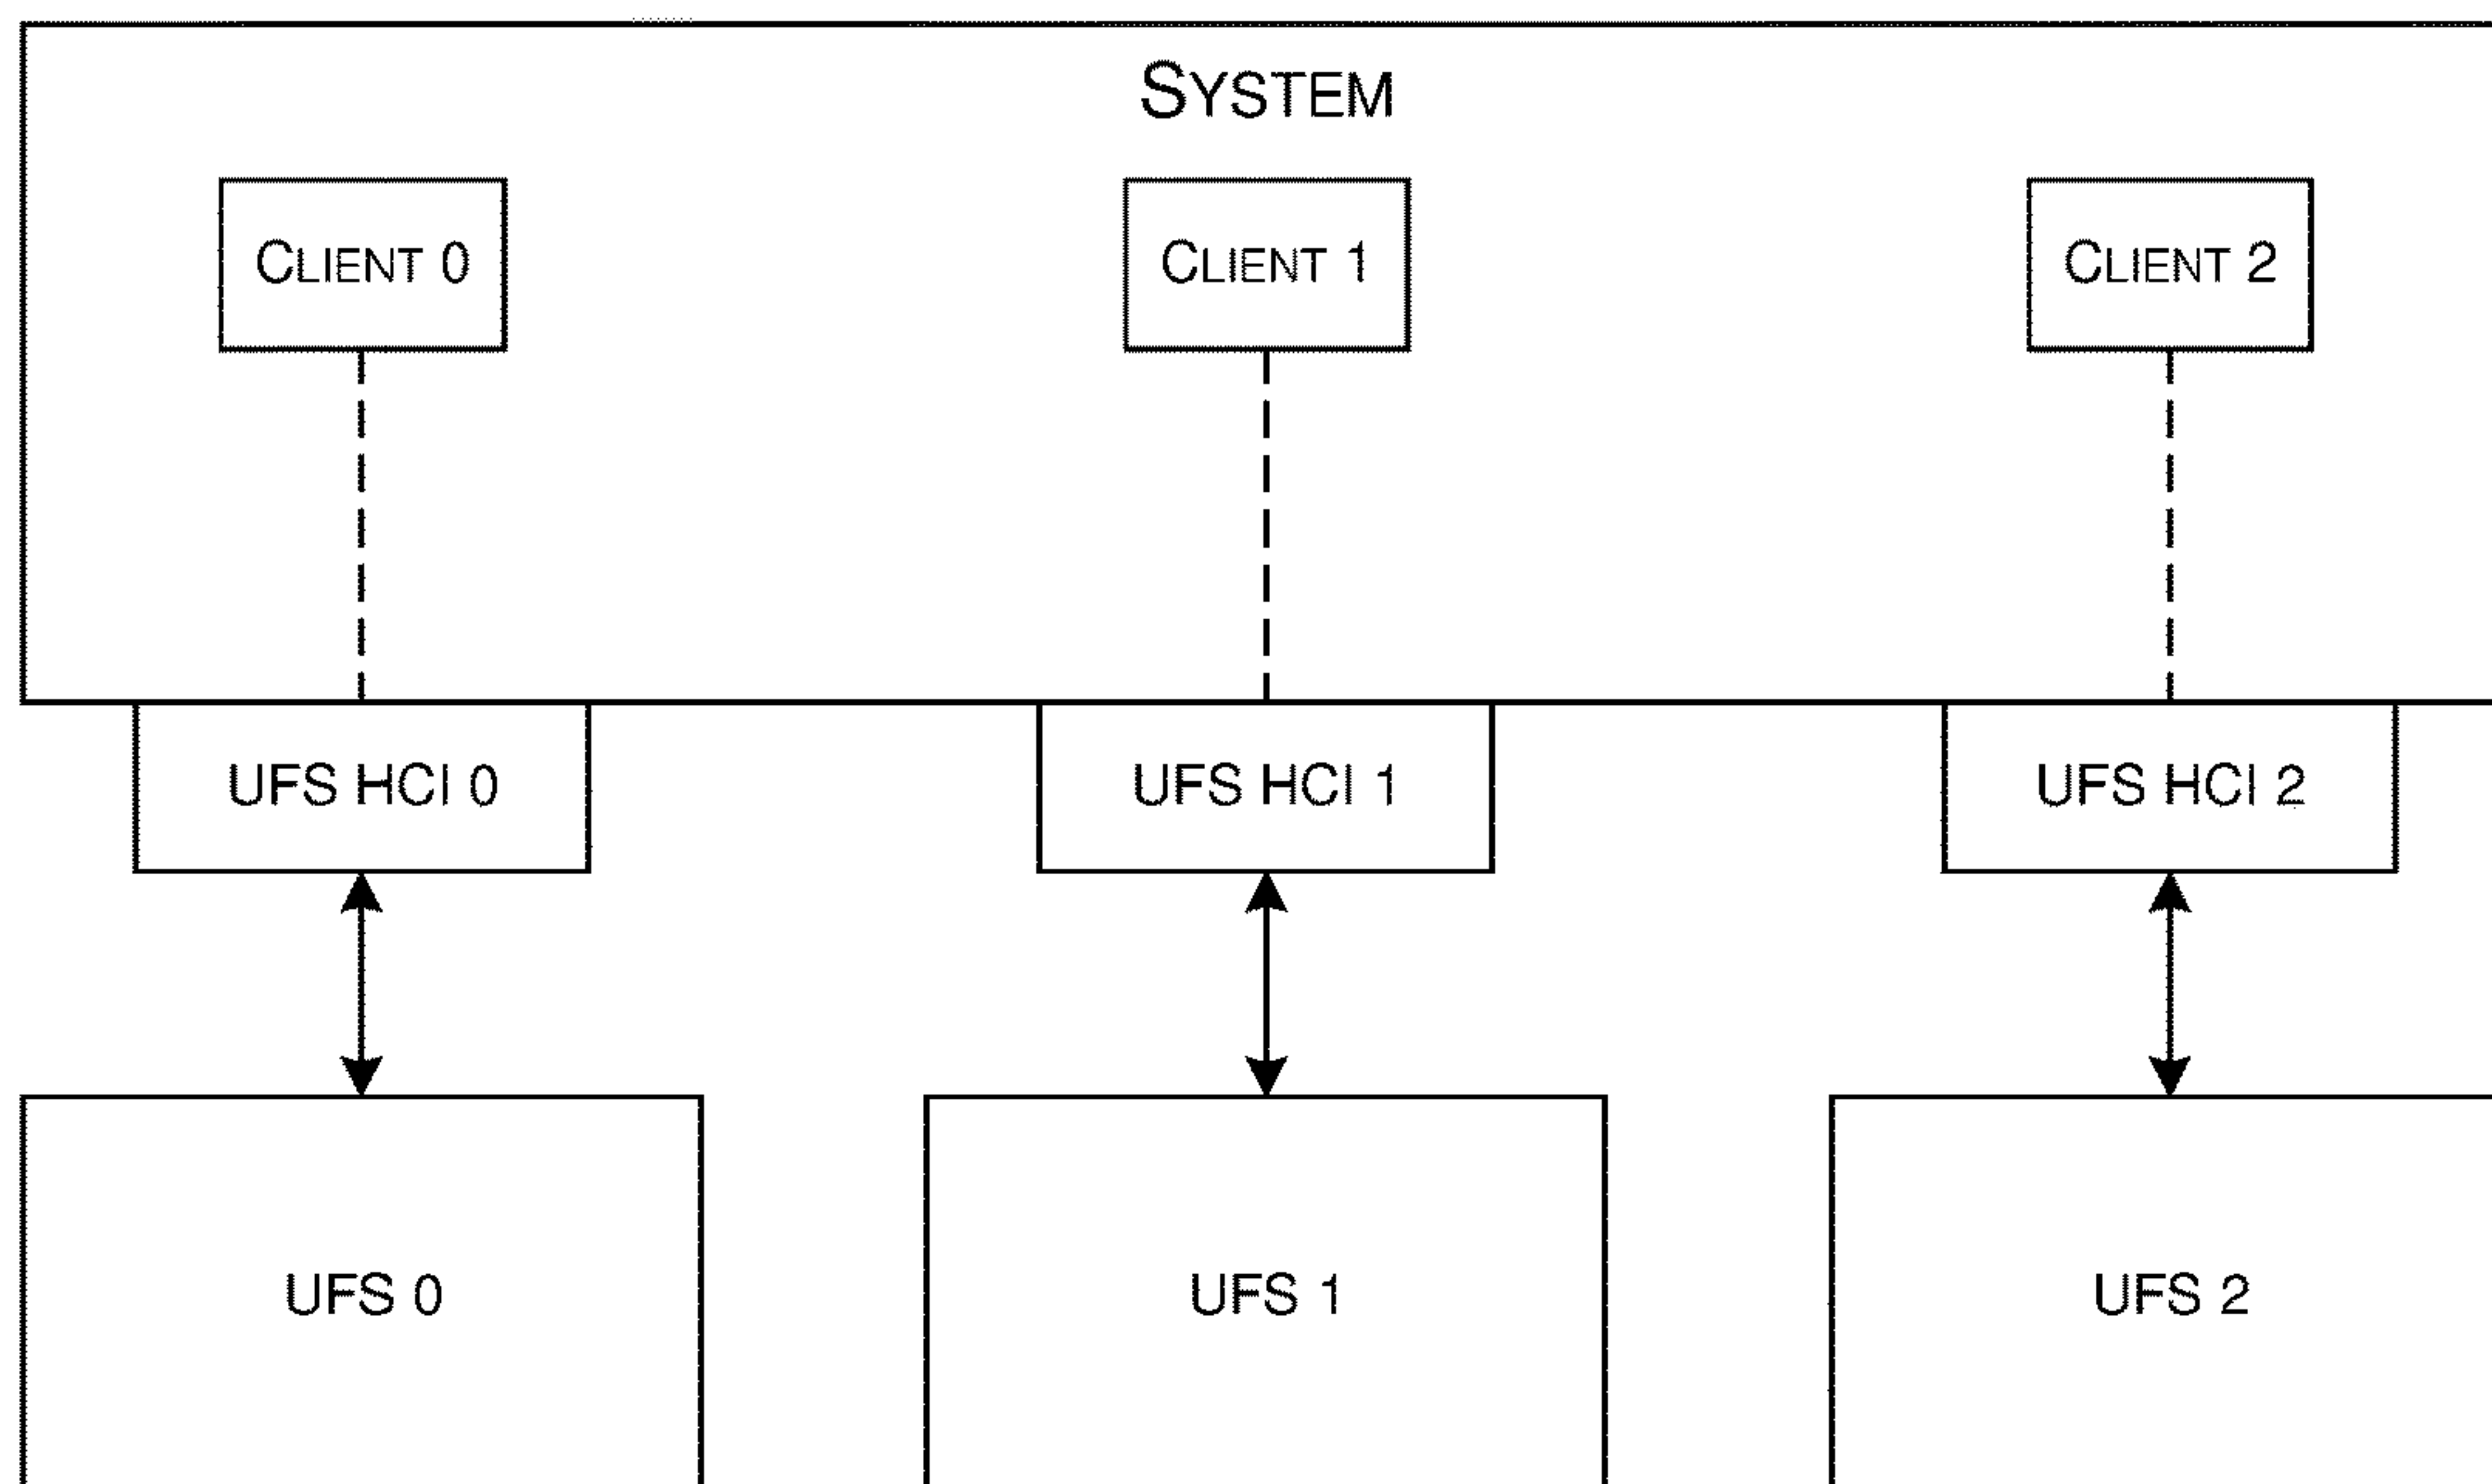 SYSTEM
CLIENT 0
CLIENT 1
CLIENT 2
UFS HCI 0
UFS HCI 1
UFS HCI 2
UFS 0
UFS 1
UFS 2